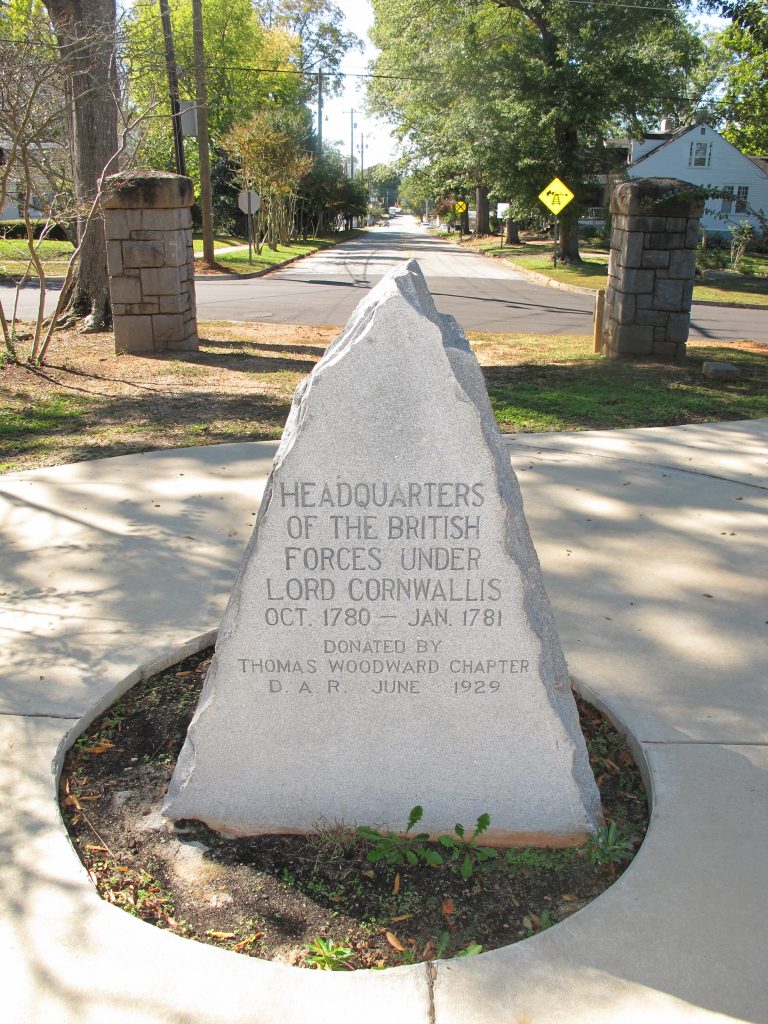 HEADQUARTERS
OF THE BRITISH
FORCES UNDER
LORD CORNWALLIS
OCT. 1780 — JAN. 1781
DONATED BY
THOMAS WOODWARD CHAPTER
D. A. R. JUNE 1929